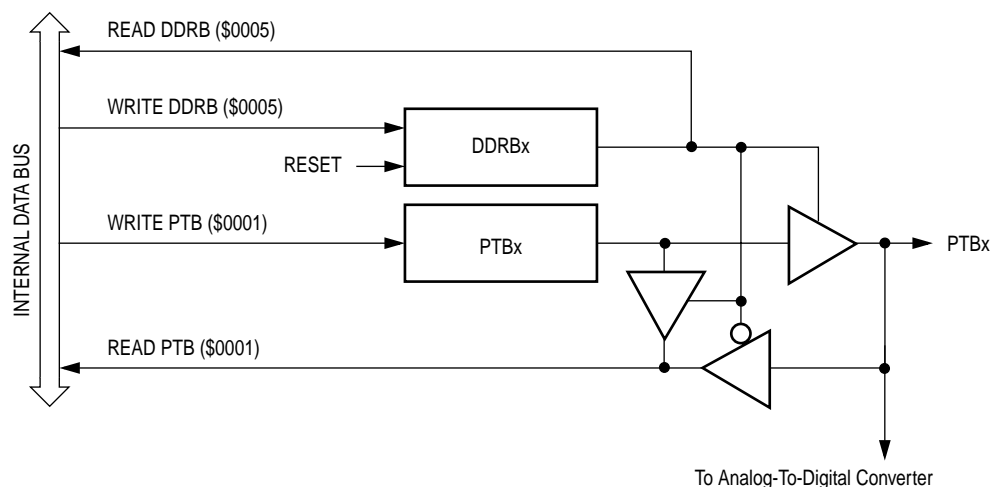 READ DDRB ($0005)
WRITE DDRB ($0005)
DDRBx
RESET
INTERNAL DATA BUS
WRITE PTB ($0001)
PTBx
PTBx
READ PTB ($0001)
To Analog-To-Digital Converter